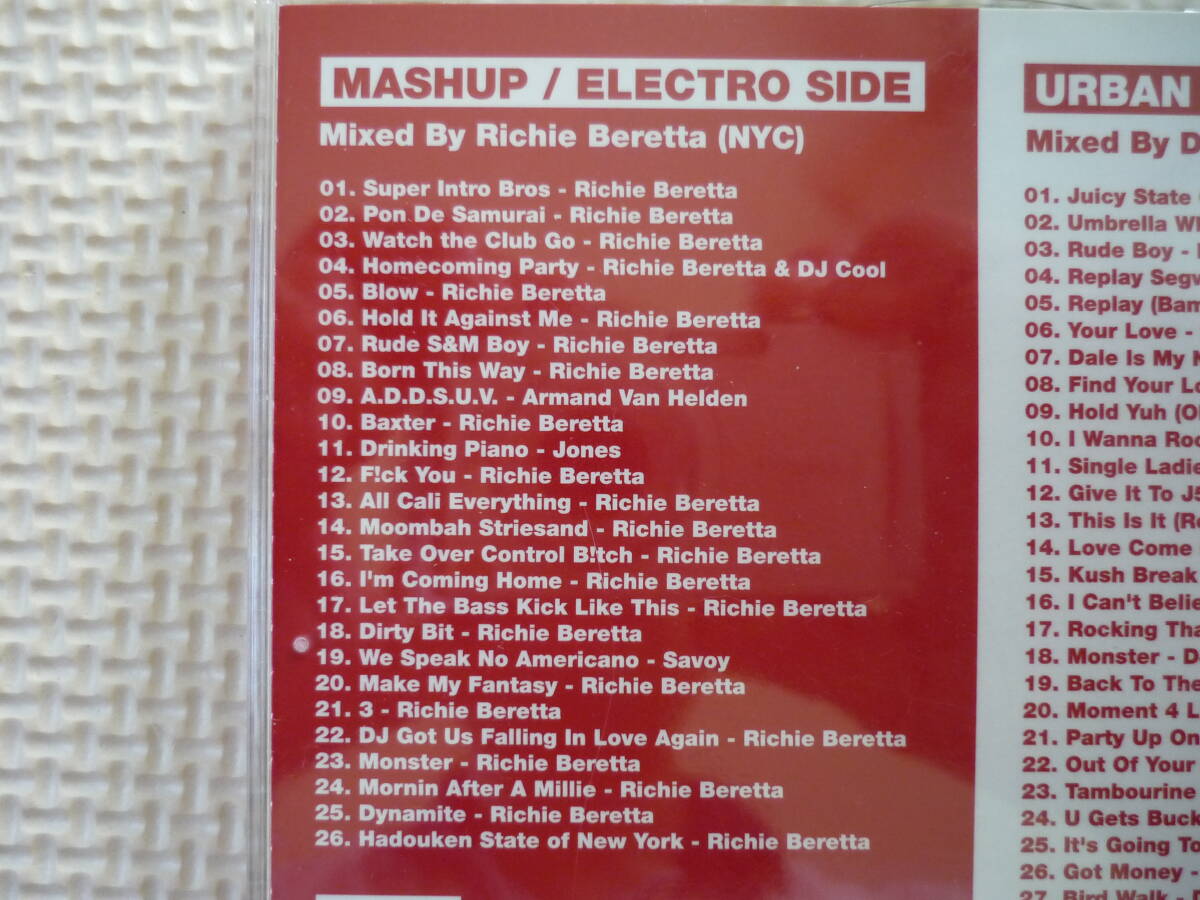 MASHUP / ELECTRO SIDE
Mixed By Richie Beretta (NYC)
01. Super Intro Bros - Richie Beretta
02. Pon De Samurai - Richie Beretta
03. Watch the Club Go - Richie Beretta
04. Homecoming Party - Richie Beretta & DJ Cool
05. Blow - Richie Beretta
06. Hold It Against Me - Richie Beretta
07. Rude S&M Boy - Richie Beretta
08. Born This Way - Richie Beretta
09. A.D.D.S.U.V. - Armand Van Helden
10. Baxter - Richie Beretta
11. Drinking Piano - Jones
12. F!ck You - Richie Beretta
13. All Cali Everything - Richie Beretta
14. Moombah Striesand - Richie Beretta
15. Take Over Control B!tch - Richie Beretta
16. I'm Coming Home - Richie Beretta
17. Let The Bass Kick Like This - Richie Beretta
18. Dirty Bit - Richie Beretta
19. We Speak No Americano - Savoy
20. Make My Fantasy - Richie Beretta
21. 3 - Richie Beretta
22. DJ Got Us Falling In Love Again - Richie Beretta
23. Monster - Richie Beretta
24. Mornin After A Millie - Richie Beretta
25. Dynamite - Richie Beretta
26. Hadouken State of New York - Richie Beretta
URBAN
Mixed By
01. Juicy State
02. Umbrella
03. Rude Boy -
04. Replay
05. Replay
06. Your Love -
07. Dale Is My
08. Find Your
09. Hold Yuh
10. I Wanna
11. Single
12. Give It To
13. This Is It
14. Love Come
15. Kush Break
16. I Can't
17. Rocking
18. Monster -
19. Back To The
20. Moment 4
21. Party Up On
22. Out Of Your
23. Tambourine
24. U Gets Buck
25. It's Going To
26. Got Money -
27. Bird Walk -